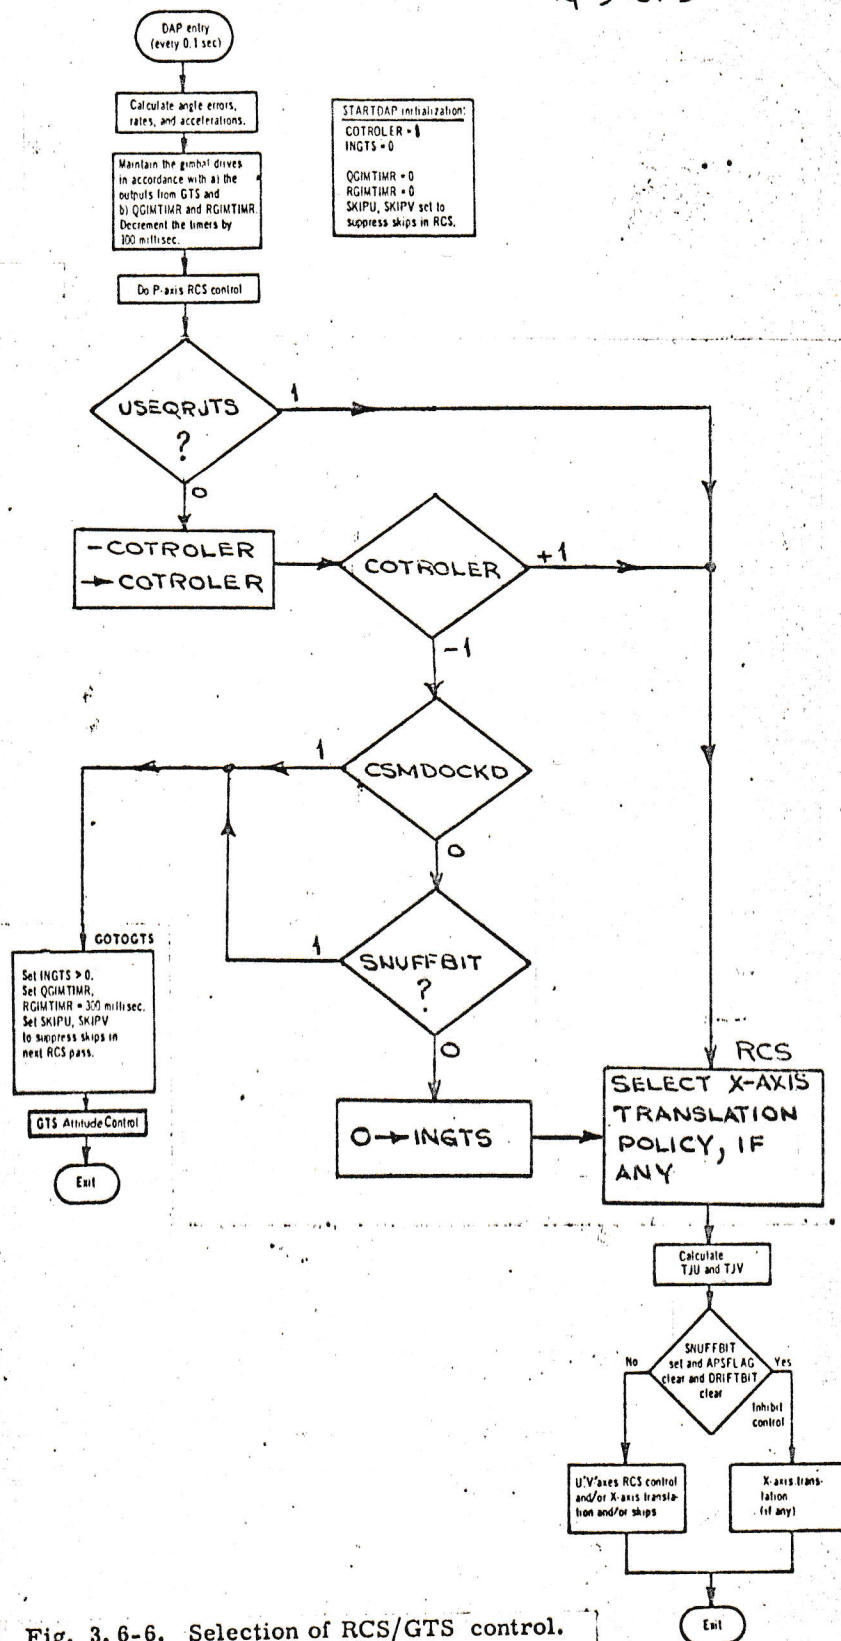 DAP entry
(every 0.1 sec)
Calculate angle errors,
rates, and accelerations.
STARTDAP initialization:
COTROLER = 1
INGTS = 0
QGIMTIMR = 0
RGIMTIMR = 0
SKIPU, SKIPV set to
suppress skips in RCS.
Maintain the gimbal drives
in accordance with a) the
outputs from GTS and
b) QGIMTIMR and RGIMTIMR.
Decrement the timers by
100 millisec.
Do P-axis RCS control
USEQRJTS
?
1
0
-COTROLER
→ COTROLER
COTROLER
+1
-1
CSMDOCKD
1
0
SNUFFBIT
?
1
0
GOTOGTS
Set INGTS > 0.
Set QGIMTIMR,
RGIMTIMR = 300 millisec.
Set SKIPU, SKIPV
to suppress skips in
next RCS pass.
GTS Attitude Control
Exit
0 → INGTS
RCS
SELECT X-AXIS
TRANSLATION
POLICY, IF
ANY
Calculate
TJU and TJV
SNUFFBIT
set and APSFLAG
clear and DRIFTBIT
clear
No
Yes
Inhibit
control
U,V axes RCS control
and/or X-axis transla-
tion and/or skips
X-axis trans-
lation
(if any)
Exit
Fig. 3.6-6. Selection of RCS/GTS control.